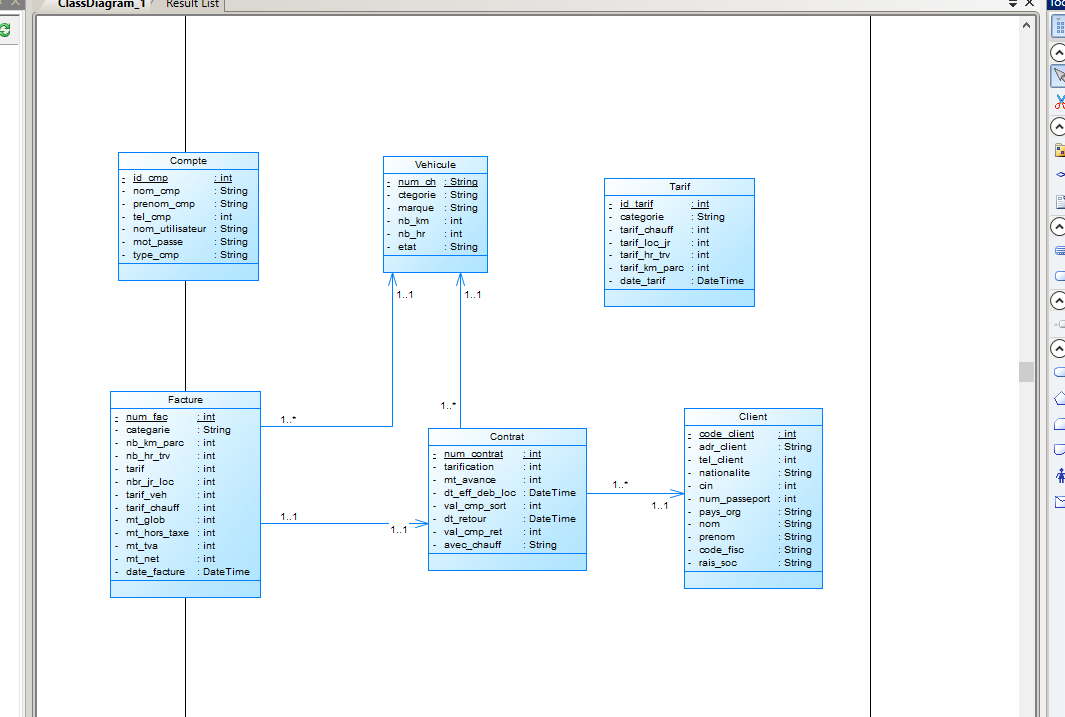 ClassDiagram_1 Result List
Compte
- id_cmp : int
- nom_cmp : String
- prenom_cmp : String
- tel_cmp : int
- nom_utilisateur : String
- mot_passe : String
- type_cmp : String
Vehicule
- num_ch : String
- ctegorie : String
- marque : String
- nb_km : int
- nb_hr : int
- etat : String
Tarif
- id_tarif : int
- categorie : String
- tarif_chauff : int
- tarif_loc_jr : int
- tarif_hr_trv : int
- tarif_km_parc : int
- date_tarif : DateTime
1..1 1..1
Facture
- num_fac : int
- categarie : String
- nb_km_parc : int
- nb_hr_trv : int
- tarif : int
- nbr_jr_loc : int
- tarif_veh : int
- tarif_chauff : int
- mt_glob : int
- mt_hors_taxe : int
- mt_tva : int
- mt_net : int
- date_facture : DateTime
1..*
1..*
1..1
1..1
Contrat
- num_contrat : int
- tarification : int
- mt_avance : int
- dt_eff_deb_loc : DateTime
- val_cmp_sort : int
- dt_retour : DateTime
- val_cmp_ret : int
- avec_chauff : String
1..*
1..1
Client
- code_client : int
- adr_client : String
- tel_client : int
- nationalite : String
- cin : int
- num_passeport : int
- pays_org : String
- nom : String
- prenom : String
- code_fisc : String
- rais_soc : String